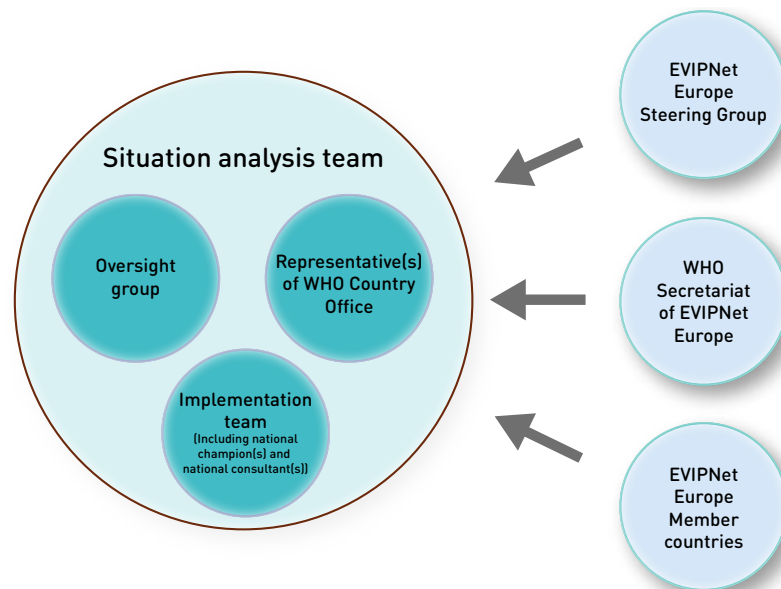 Situation analysis team
Oversight
group
Representative(s)
of WHO Country
Office
Implementation
team
(Including national
champion(s) and
national consultant(s))
EVIPNet
Europe
Steering Group
WHO
Secretariat
of EVIPNet
Europe
EVIPNet
Europe
Member
countries